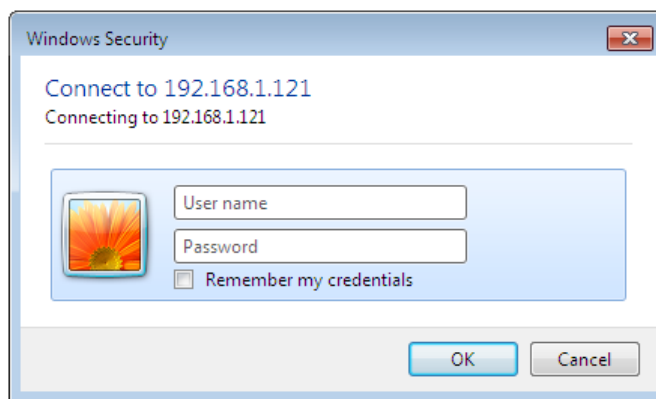 Windows Security
Connect to 192.168.1.121
Connecting to 192.168.1.121
User name
Password
Remember my credentials
OK
Cancel